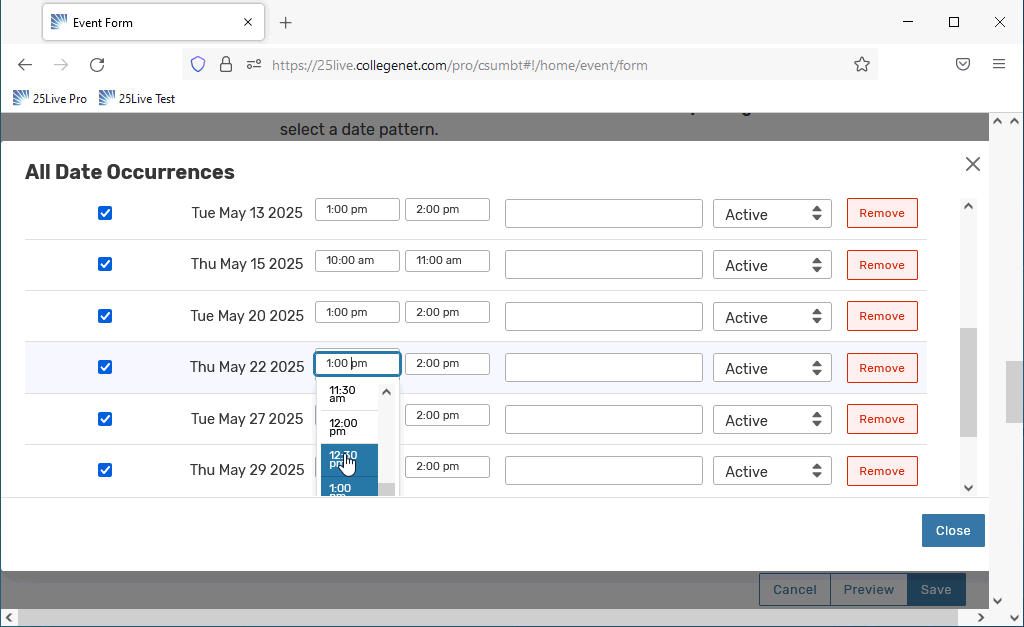 Event Form
https://25live.collegenet.com/pro/csumbt#!/home/event/form
25Live Pro 25Live Test
select a date pattern.
All Date Occurrences
Tue May 13 2025 1:00 pm 2:00 pm Active Remove
Thu May 15 2025 10:00 am 11:00 am Active Remove
Tue May 20 2025 1:00 pm 2:00 pm Active Remove
Thu May 22 2025 1:00 pm 2:00 pm Active Remove
11:30
am
Tue May 27 2025 2:00 pm Active Remove
12:00
pm
12:30
pm
Thu May 29 2025 2:00 pm Active Remove
1:00
pm
Close
Cancel Preview Save